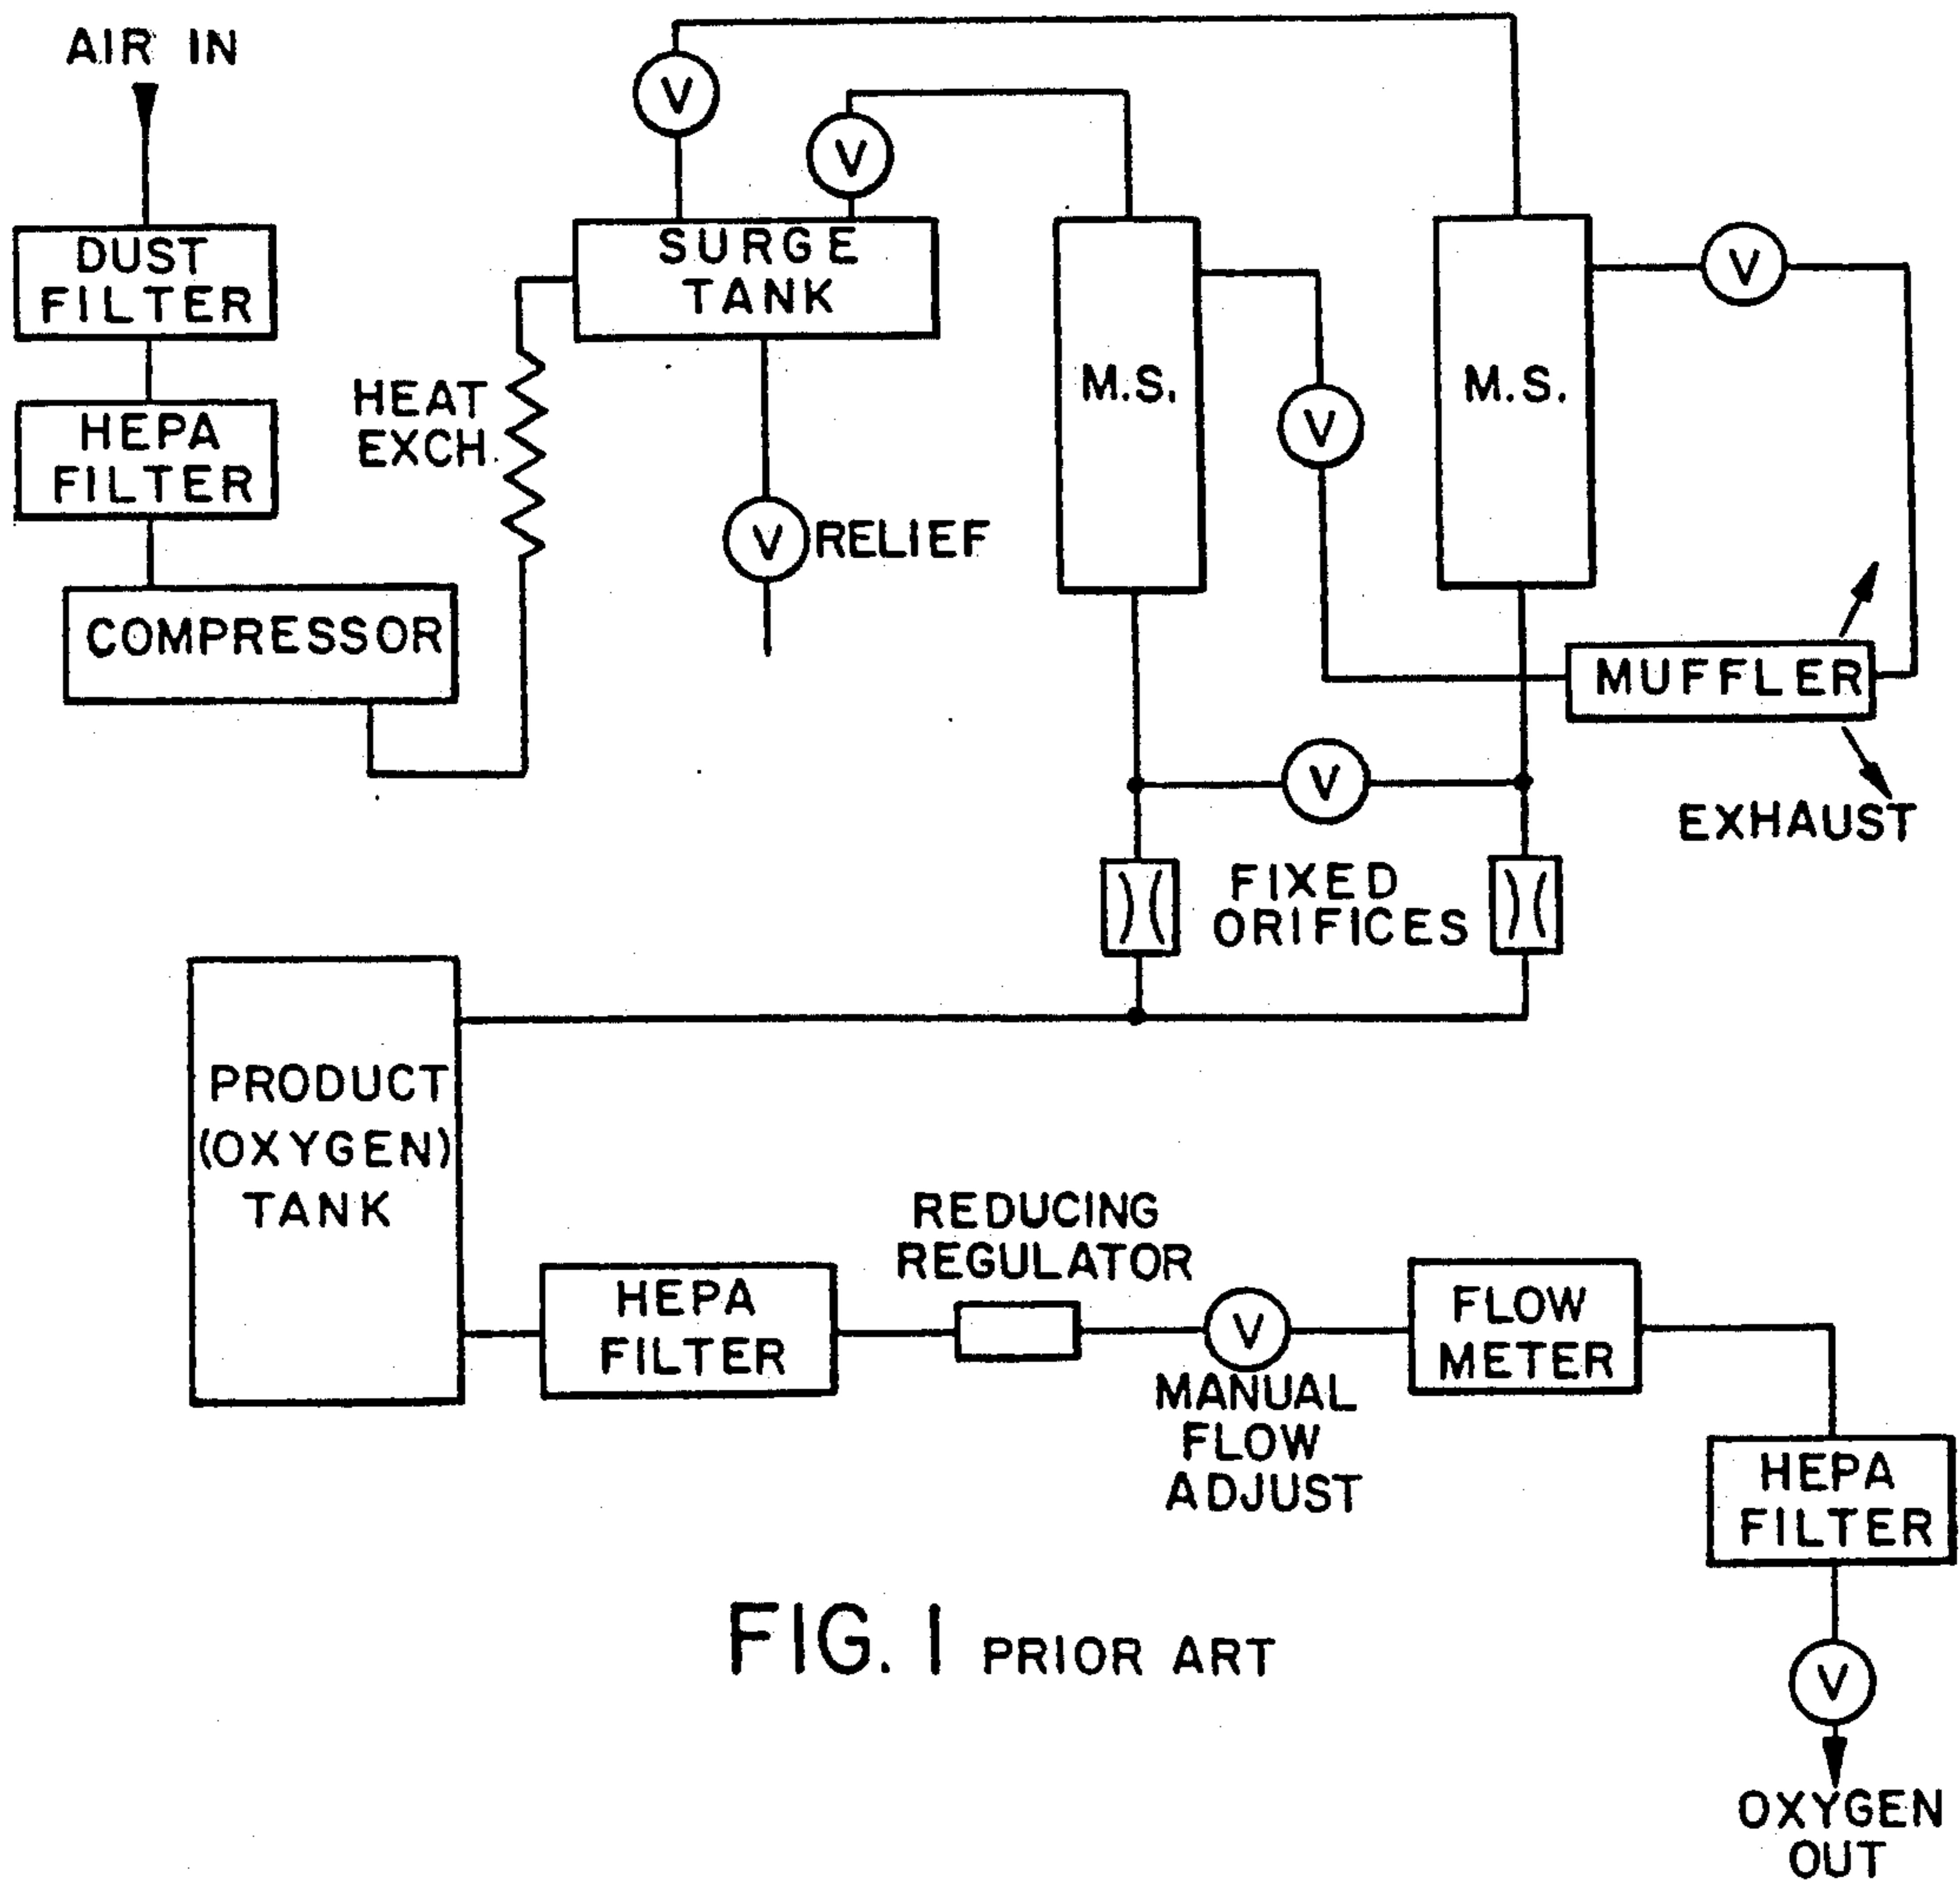 AIR IN
V
V
DUST
FILTER
SURGE
TANK
V
HEPA
FILTER
HEAT
EXCH.
M.S.
V
M.S.
COMPRESSOR
V
RELIEF
MUFFLER
V
EXHAUST
FIXED
ORIFICES
PRODUCT
(OXYGEN)
TANK
HEPA
FILTER
REDUCING
REGULATOR
V
MANUAL
FLOW
ADJUST
FLOW
METER
HEPA
FILTER
V
OXYGEN
OUT
FIG. 1 PRIOR ART